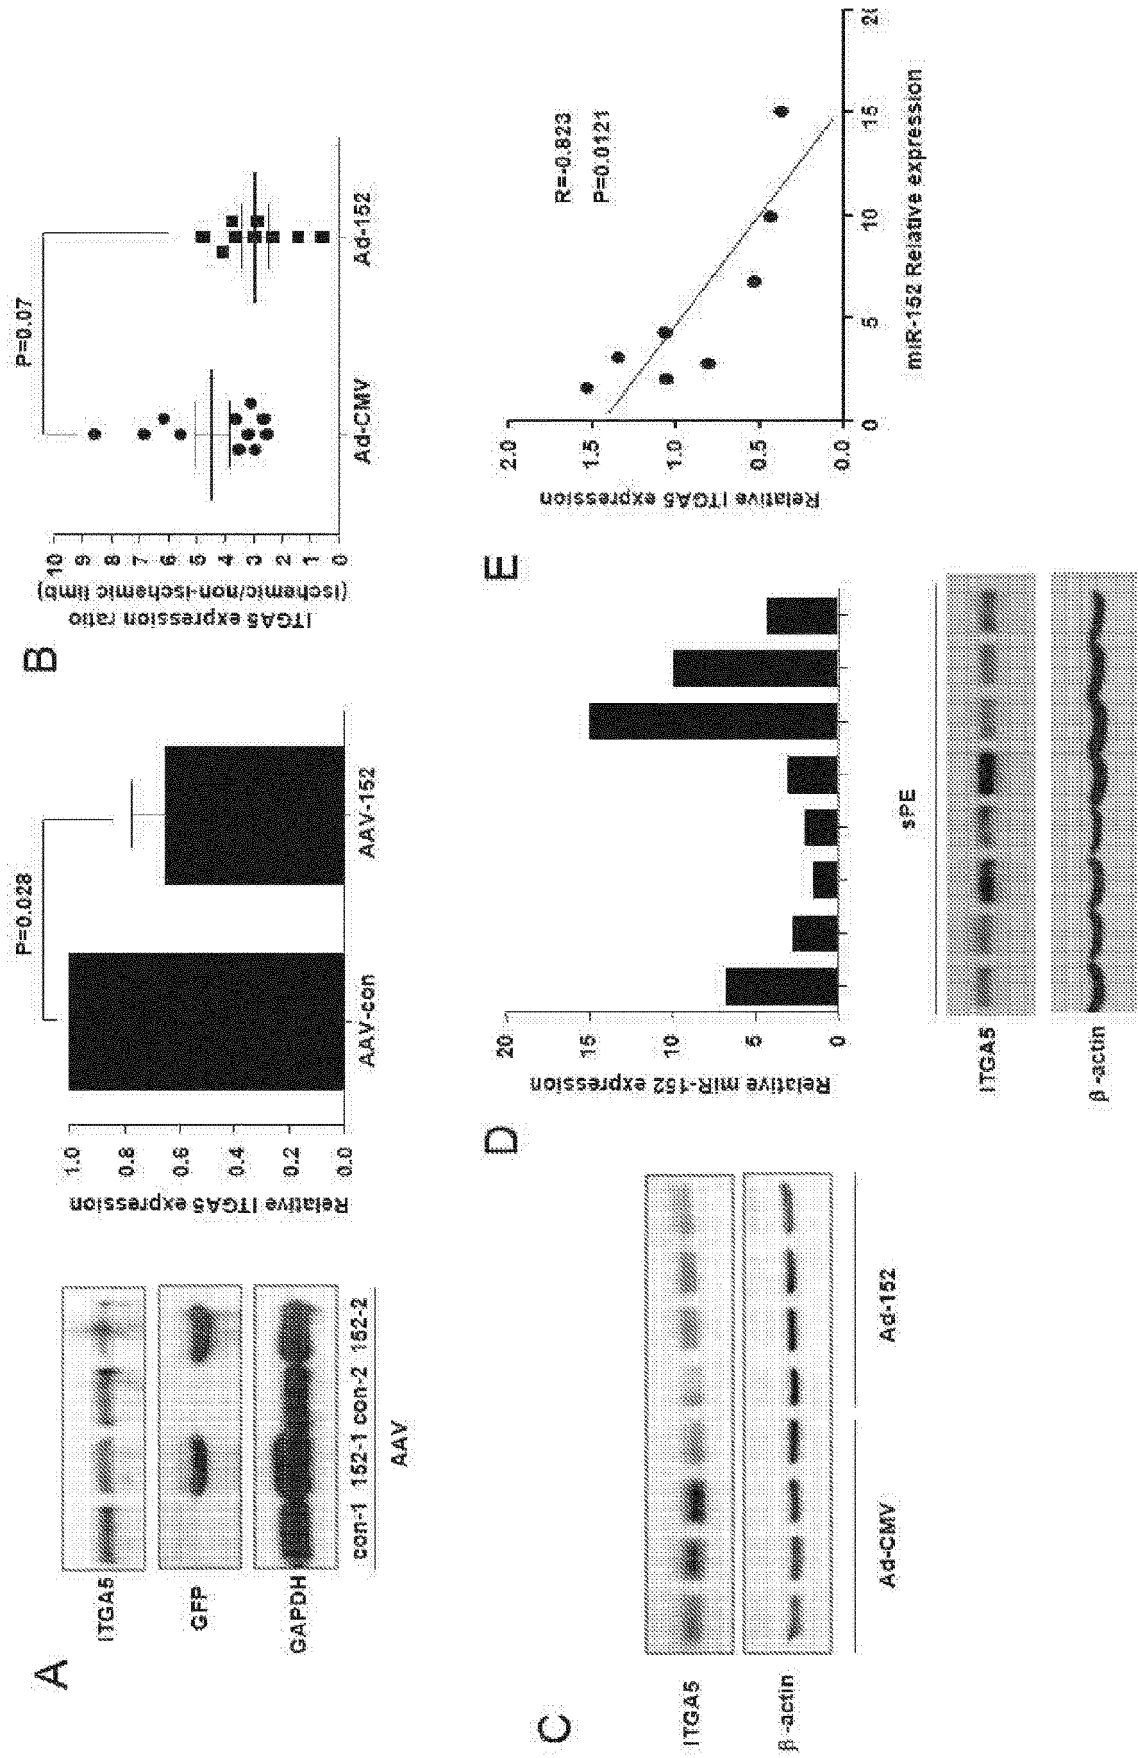 A
ITGA5
GFP
GAPDH
con-1 152-1 con-2 152-2
AAV
Relative ITGA5 expression
1.0
0.8
0.6
0.4
0.2
0.0
P=0.028
AAV-con
AAV-152
B
ITGA5 expression ratio
(ischemic/non-ischemic limb)
10
9
8
7
6
5
4
3
2
1
0
P=0.07
Ad-CMV
Ad-152
C
ITGA5
β-actin
Ad-CMV
Ad-152
D
Relative miR-152 expression
20
15
10
5
0
sPE
ITGA5
β-actin
E
Relative ITGA5 expression
2.0
1.5
1.0
0.5
0.0
R=-0.823
P=0.0121
0
5
10
15
miR-152 Relative expression